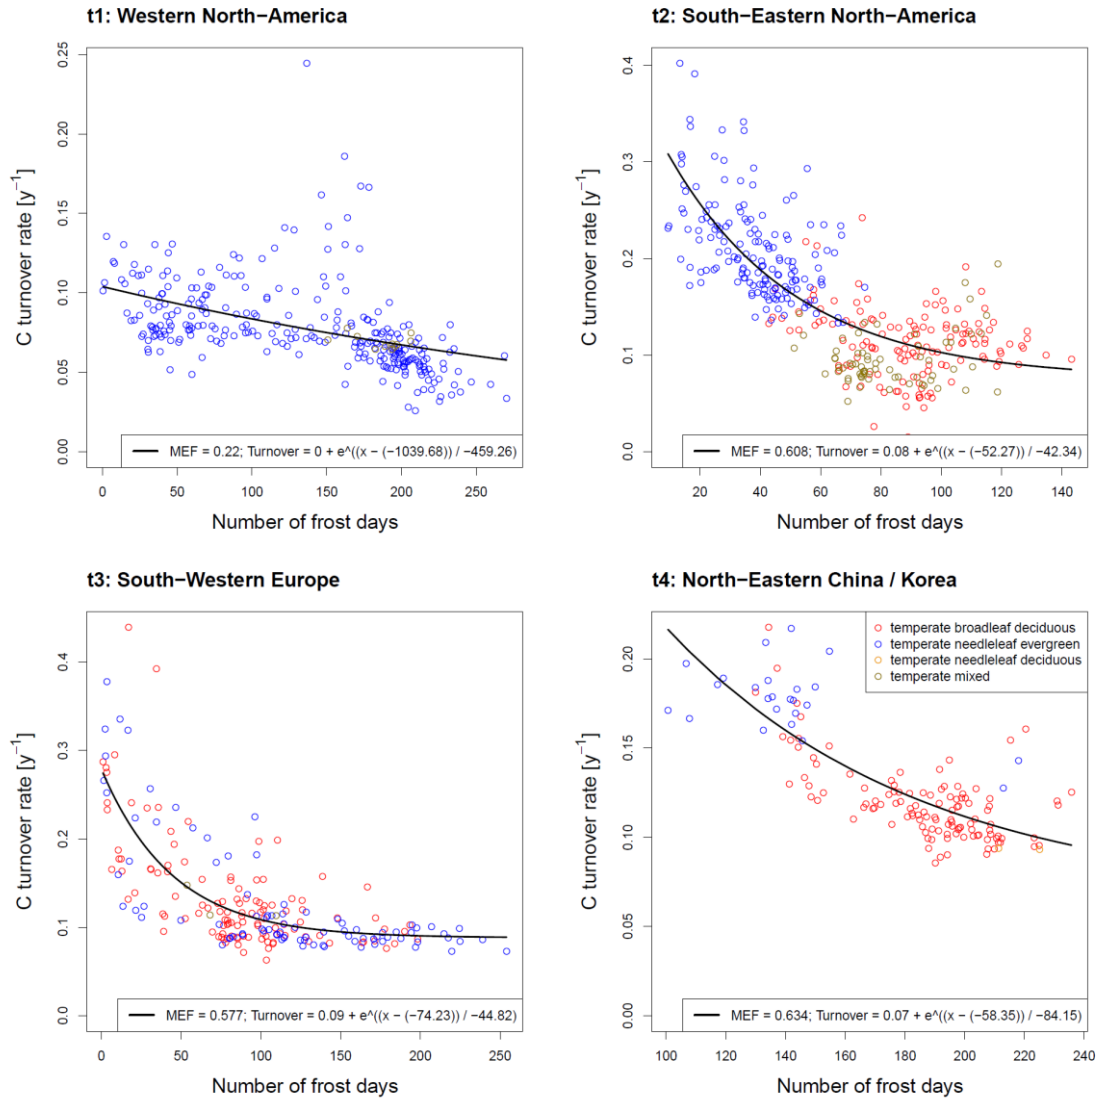 t1: Western North−America
C turnover rate [y⁻¹]
0.00
0.05
0.10
0.15
0.20
0.25
MEF = 0.22; Turnover = 0 + e^((x − (−1039.68)) / −459.26)
0 50 100 150 200 250
Number of frost days
t2: South−Eastern North−America
C turnover rate [y⁻¹]
0.0
0.1
0.2
0.3
0.4
MEF = 0.608; Turnover = 0.08 + e^((x − (−52.27)) / −42.34)
20 40 60 80 100 120 140
Number of frost days
t3: South−Western Europe
C turnover rate [y⁻¹]
0.0
0.1
0.2
0.3
0.4
MEF = 0.577; Turnover = 0.09 + e^((x − (−74.23)) / −44.82)
0 50 100 150 200 250
Number of frost days
t4: North−Eastern China / Korea
C turnover rate [y⁻¹]
0.00
0.05
0.10
0.15
0.20
temperate broadleaf deciduous
temperate needleleaf evergreen
temperate needleleaf deciduous
temperate mixed
MEF = 0.634; Turnover = 0.07 + e^((x − (−58.35)) / −84.15)
100 120 140 160 180 200 220 240
Number of frost days